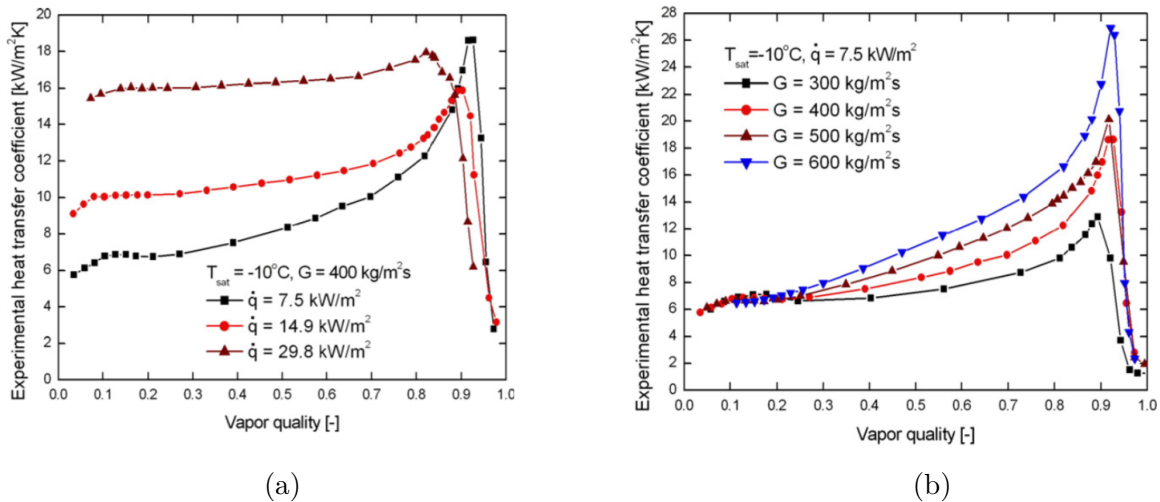 (a)
Experimental heat transfer coefficient [kW/m²K]
20
18
16
14
12
10
8
6
4
2
0
T_sat = -10°C, G = 400 kg/m²s
q̇ = 7.5 kW/m²
q̇ = 14.9 kW/m²
q̇ = 29.8 kW/m²
0.0 0.1 0.2 0.3 0.4 0.5 0.6 0.7 0.8 0.9 1.0
Vapor quality [-]
(a)
(b)
Experimental heat transfer coefficient [kW/m²K]
28
26
24
22
20
18
16
14
12
10
8
6
4
2
0
T_sat=-10°C, q̇ = 7.5 kW/m²
G = 300 kg/m²s
G = 400 kg/m²s
G = 500 kg/m²s
G = 600 kg/m²s
0.0 0.1 0.2 0.3 0.4 0.5 0.6 0.7 0.8 0.9 1.0
Vapor quality [-]
(b)